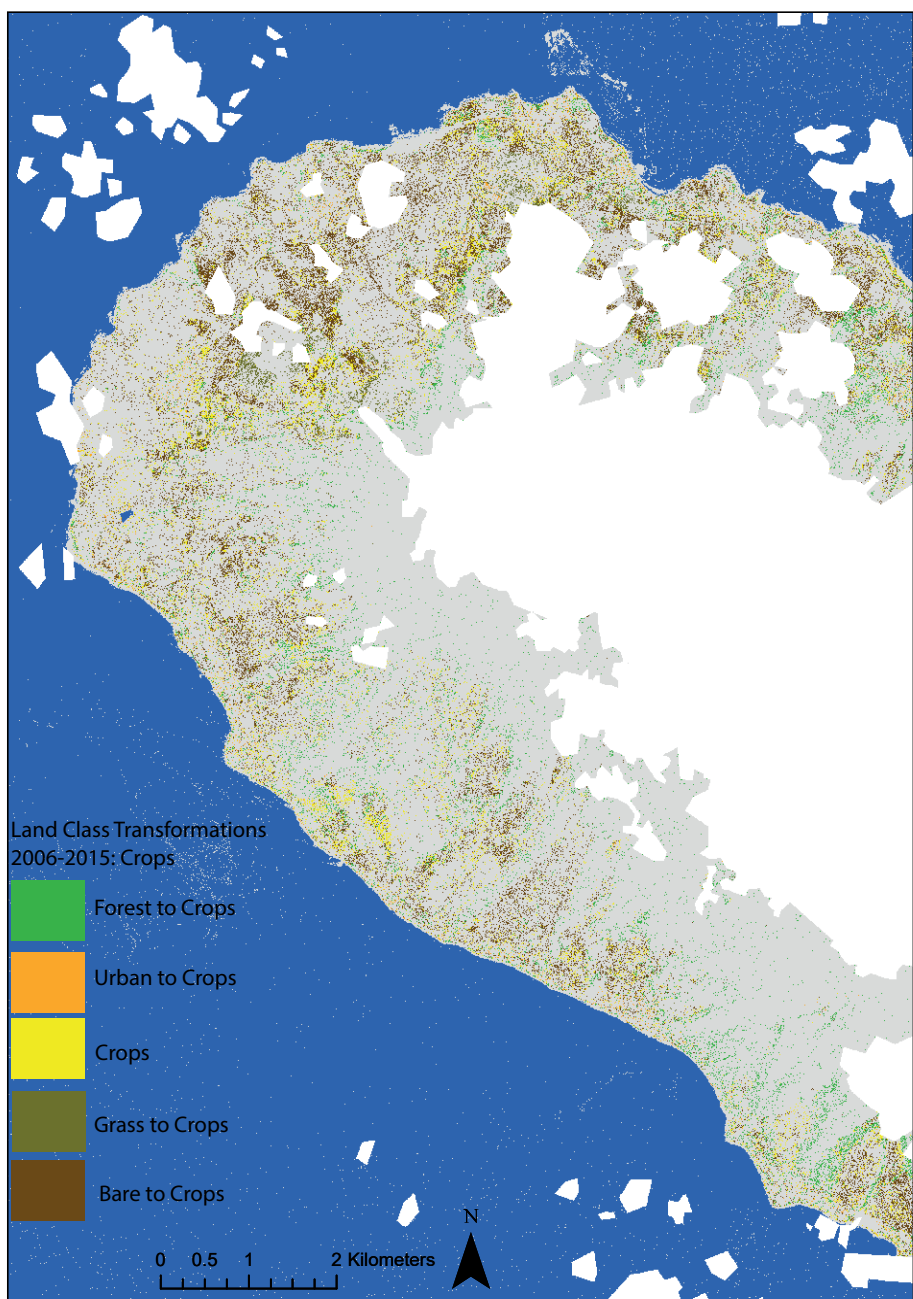 Land Class Transformations
2006-2015: Crops
Forest to Crops
Urban to Crops
Crops
Grass to Crops
Bare to Crops
N
0 0.5 1 2 Kilometers